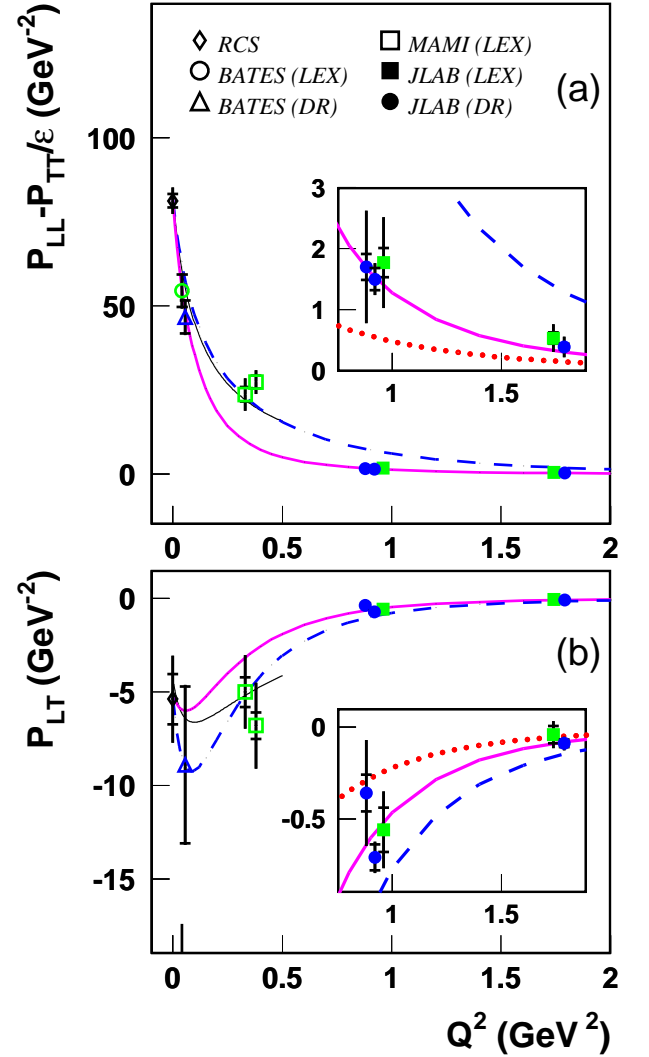 RCS
BATES (LEX)
BATES (DR)
MAMI (LEX)
JLAB (LEX)
JLAB (DR)
(a)
P_LL-P_TT/ε (GeV^-2)
100
50
0
3
2
1
0
1
1.5
0
0.5
1
1.5
2
(b)
P_LT (GeV^-2)
0
-5
-10
-15
0
-0.5
1
1.5
0
0.5
1
1.5
2
Q^2 (GeV^2)